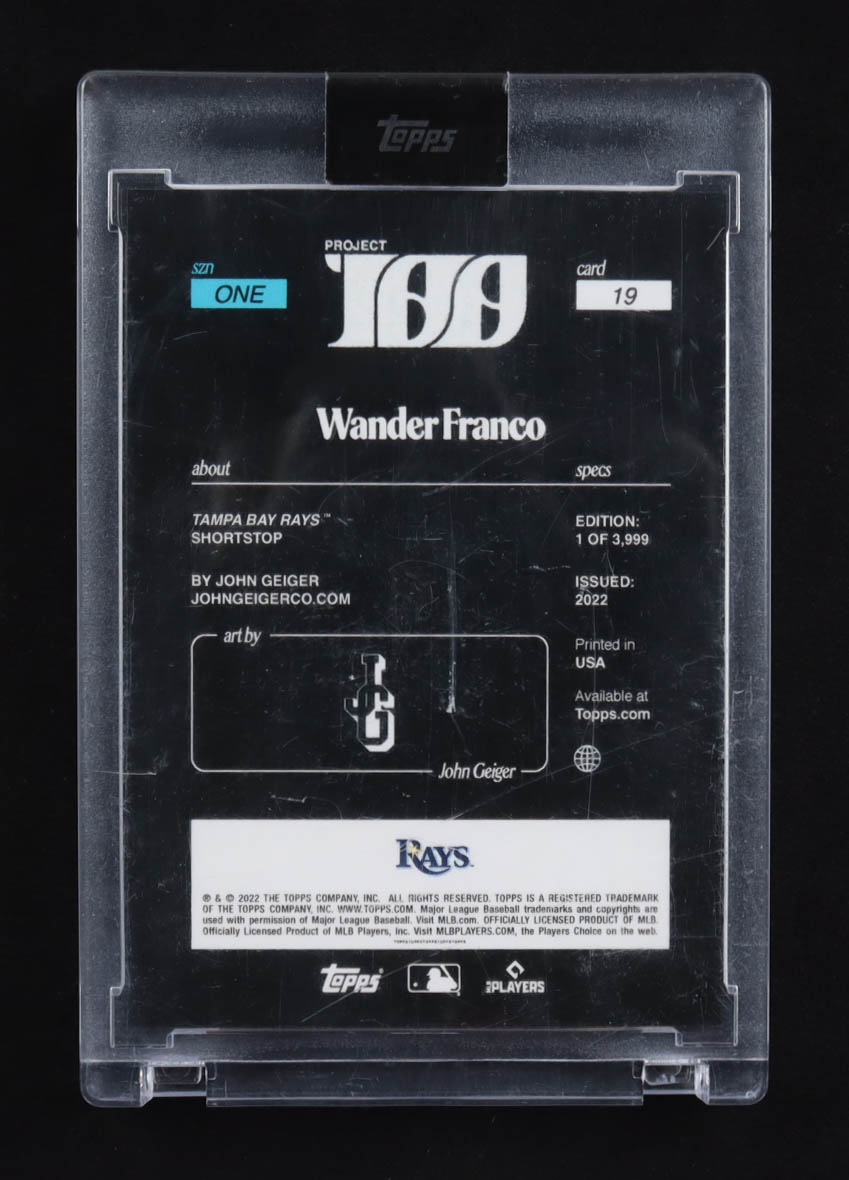 Topps
PROJECT
100
szn
ONE
card
19
Wander Franco
about
specs
TAMPA BAY RAYS™
SHORTSTOP
EDITION:
1 OF 3,999
BY JOHN GEIGER
JOHNGEIGERCO.COM
ISSUED:
2022
art by
JG
John Geiger
Printed in
USA
Available at
Topps.com
RAYS
® & © 2022 THE TOPPS COMPANY, INC. ALL RIGHTS RESERVED. TOPPS IS A REGISTERED TRADEMARK
OF THE TOPPS COMPANY, INC. WWW.TOPPS.COM. Major League Baseball trademarks and copyrights are
used with permission of Major League Baseball. Visit MLB.com. OFFICIALLY LICENSED PRODUCT OF MLB.
Officially Licensed Product of MLB Players, Inc. Visit MLBPLAYERS.COM, the Players Choice on the web.
Topps®
PLAYERS